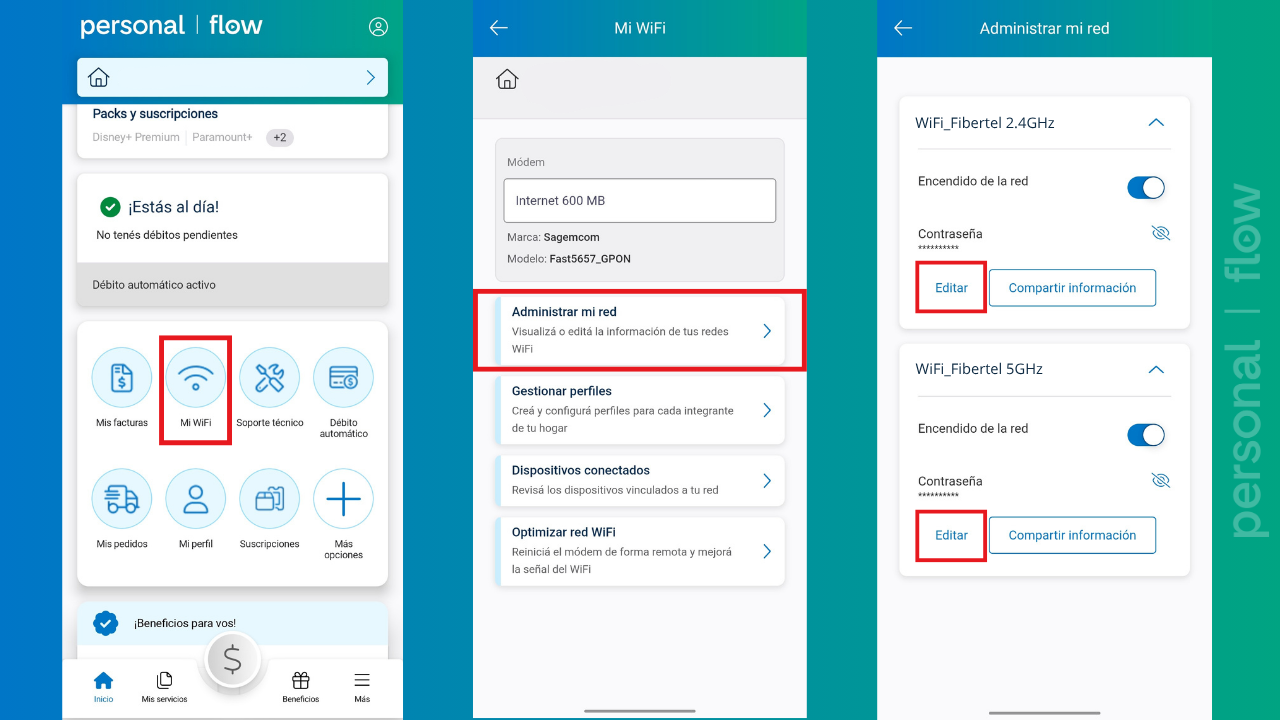 personal | flow
Packs y suscripciones
Disney+ Premium | Paramount+ +2
¡Estás al día!
No tenés débitos pendientes
Débito automático activo
Mis facturas
Mi WiFi
Soporte técnico
Débito
automático
Mis pedidos
Mi perfil
Suscripciones
Más
opciones
¡Beneficios para vos!
$
Inicio
Mis servicios
Beneficios
Más
Mi WiFi
Módem
Internet 600 MB
Marca: Sagemcom
Modelo: Fast5657_GPON
Administrar mi red
Visualizá o editá la información de tus redes
WiFi
Gestionar perfiles
Creá y configurá perfiles para cada integrante
de tu hogar
Dispositivos conectados
Revisá los dispositivos vinculados a tu red
Optimizar red WiFi
Reiniciá el módem de forma remota y mejorá
la señal del WiFi
Administrar mi red
WiFi_Fibertel 2.4GHz
Encendido de la red
Contraseña
**********
Editar
Compartir información
WiFi_Fibertel 5GHz
Encendido de la red
Contraseña
**********
Editar
Compartir información
personal | flow